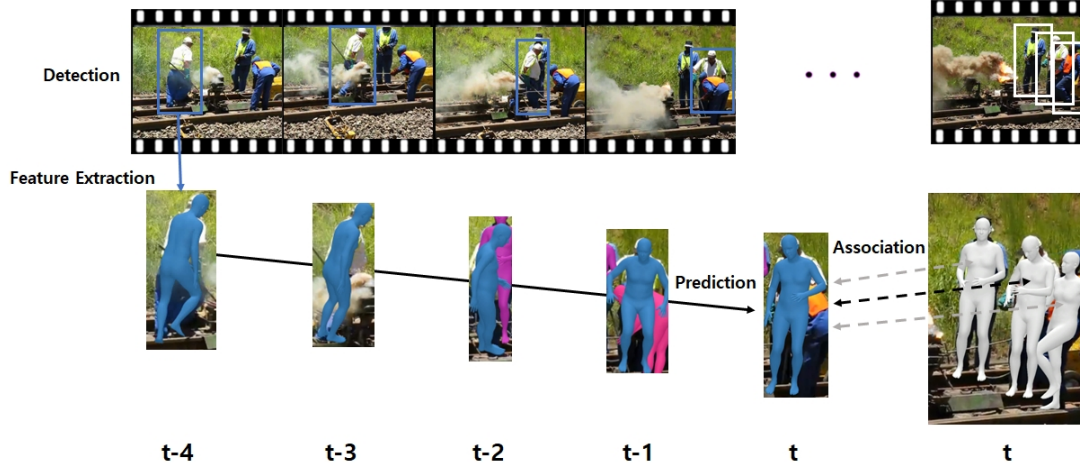 Detection
Feature Extraction
Prediction
Association
t-4
t-3
t-2
t-1
t
t